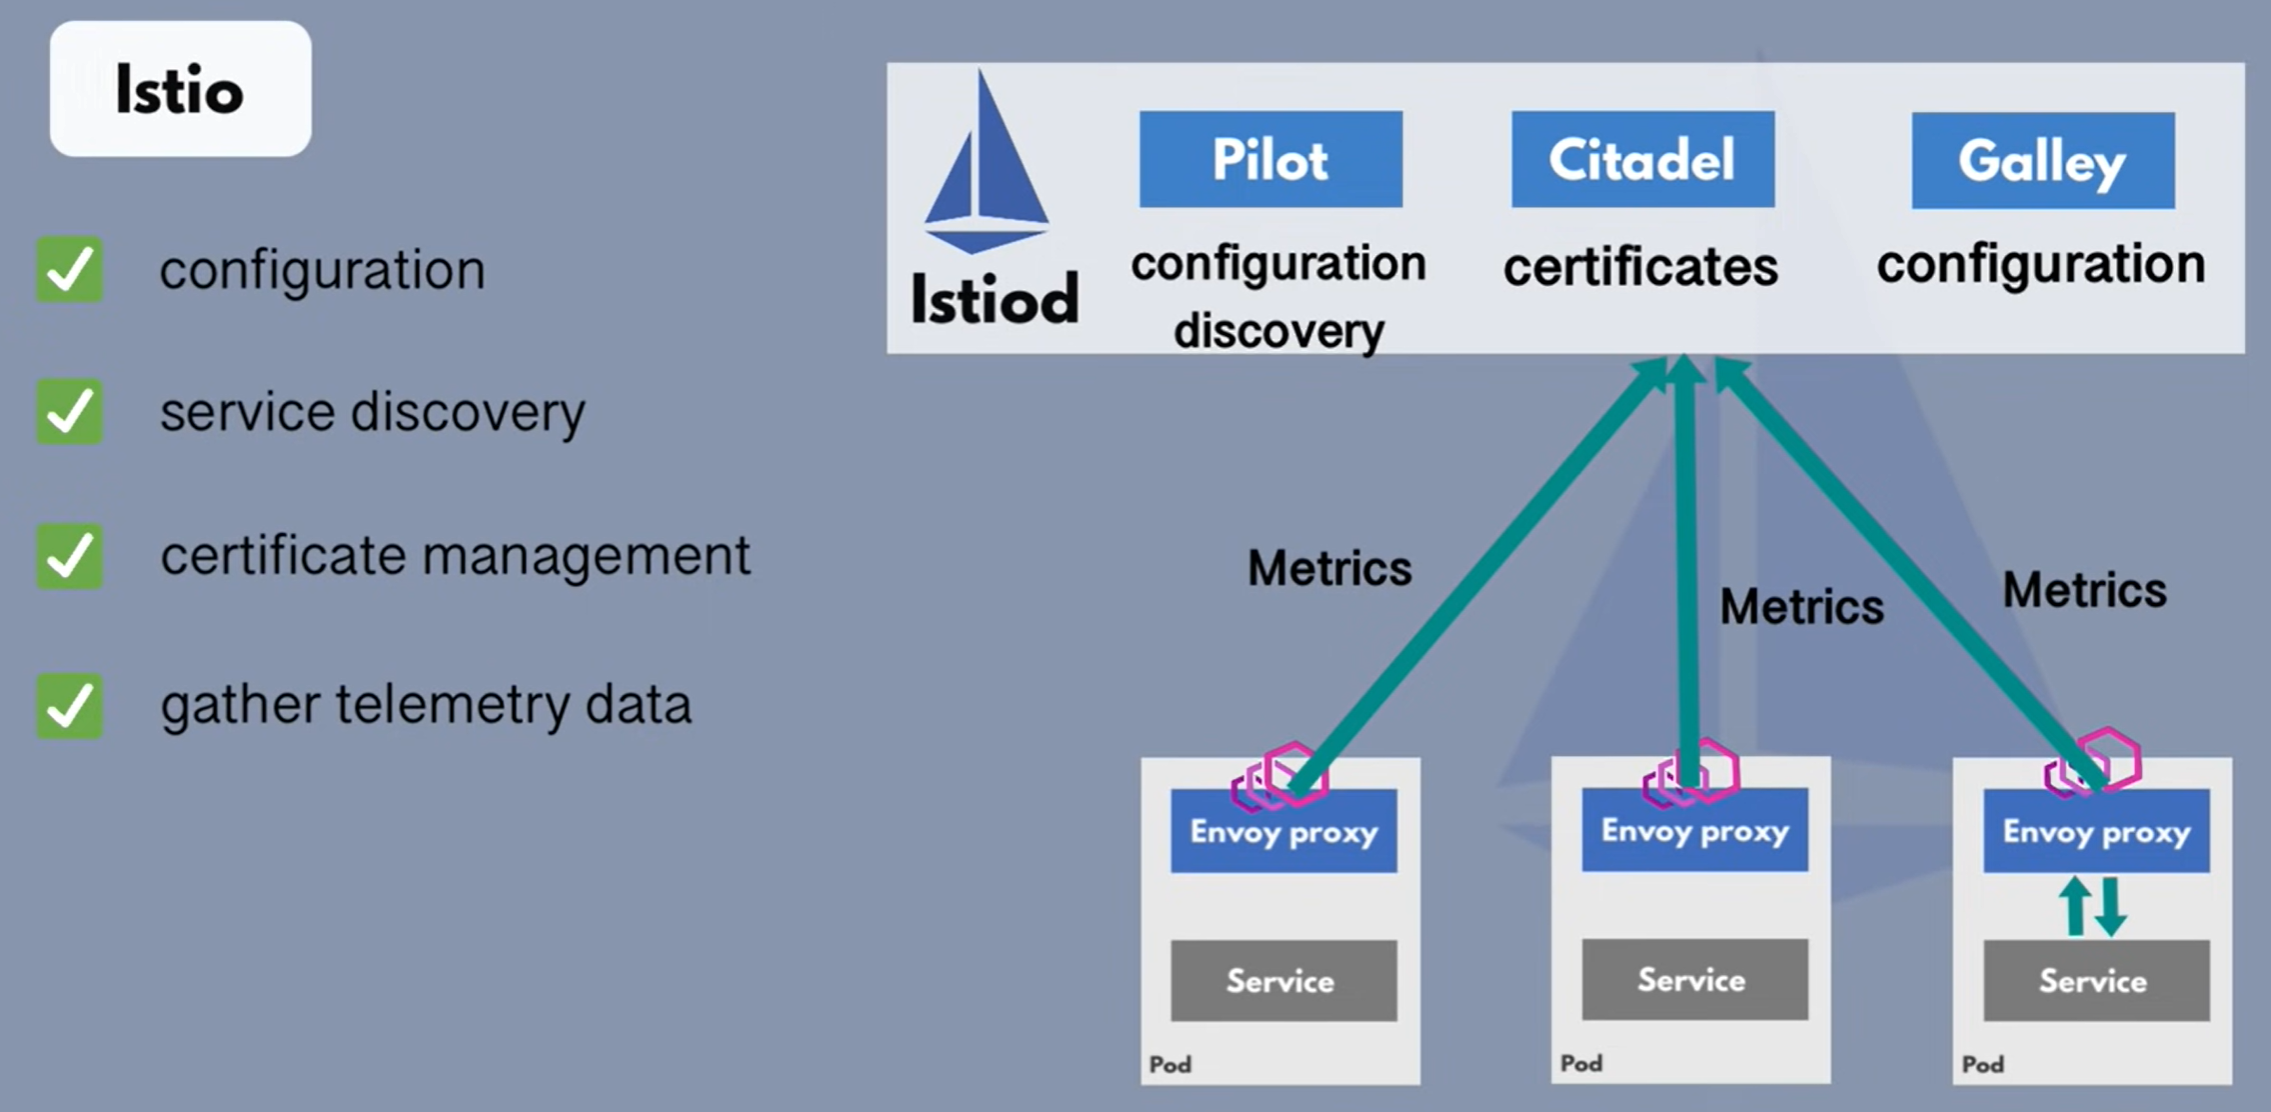 Istio
configuration
service discovery
certificate management
gather telemetry data
Istiod
Pilot
configuration
discovery
Citadel
certificates
Galley
configuration
Metrics
Metrics
Metrics
Envoy proxy
Service
Pod
Envoy proxy
Service
Pod
Envoy proxy
Service
Pod